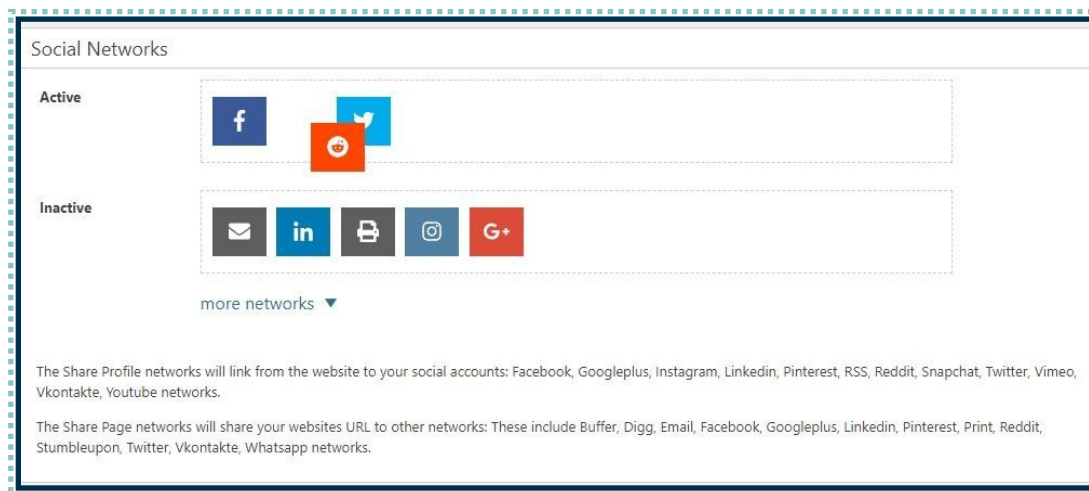 Social Networks
Active
f
Inactive
in
G+
more networks
The Share Profile networks will link from the website to your social accounts: Facebook, Googleplus, Instagram, Linkedin, Pinterest, RSS, Reddit, Snapchat, Twitter, Vimeo,
Vkontakte, Youtube networks.
The Share Page networks will share your websites URL to other networks: These include Buffer, Digg, Email, Facebook, Googleplus, Linkedin, Pinterest, Print, Reddit,
Stumbleupon, Twitter, Vkontakte, Whatsapp networks.